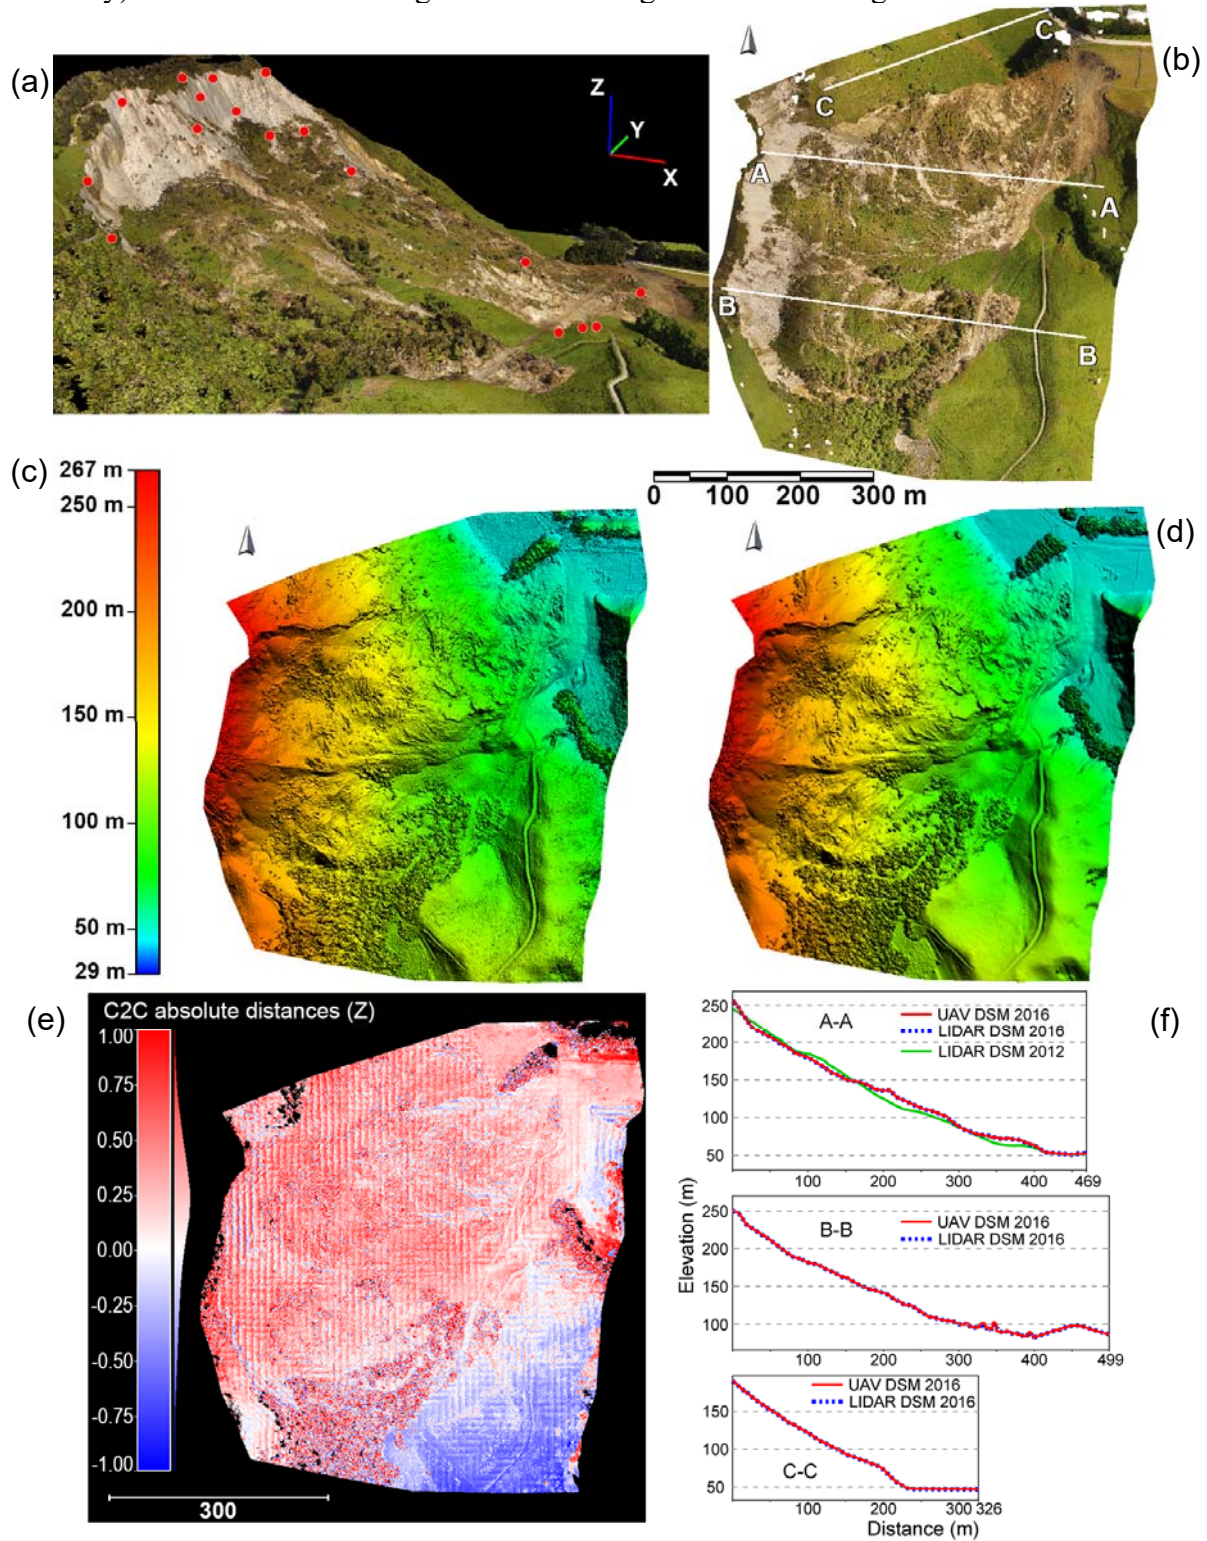 (a)
Z
Y
X
(b)
C
C
A
A
B
B
(c)
267 m
250 m
200 m
150 m
100 m
50 m
29 m
0 100 200 300 m
(d)
(e)
C2C absolute distances (Z)
1.00
0.75
0.50
0.25
0.00
-0.25
-0.50
-0.75
-1.00
300
(f)
A-A
UAV DSM 2016
LIDAR DSM 2016
LIDAR DSM 2012
250
200
150
100
50
100 200 300 400 469
B-B
UAV DSM 2016
LIDAR DSM 2016
250
200
150
100
100 200 300 400 499
Elevation (m)
UAV DSM 2016
LIDAR DSM 2016
150
100
50
C-C
100 200 300 326
Distance (m)